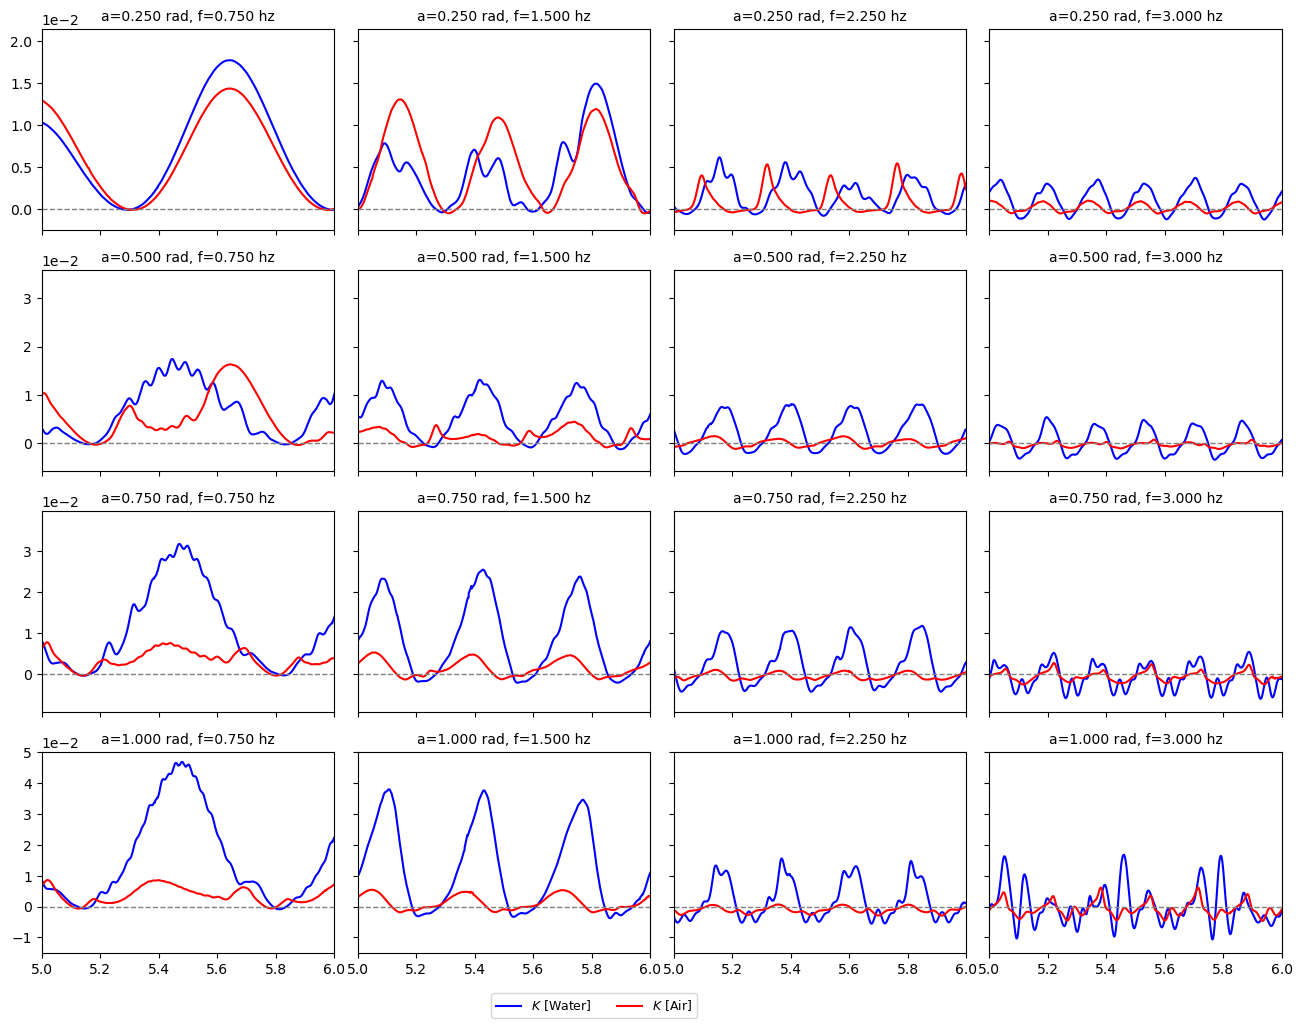 1e−2
a=0.250 rad, f=0.750 hz a=0.250 rad, f=1.500 hz a=0.250 rad, f=2.250 hz a=0.250 rad, f=3.000 hz
2.0
1.5
1.0
0.5
0.0
1e−2
a=0.500 rad, f=0.750 hz a=0.500 rad, f=1.500 hz a=0.500 rad, f=2.250 hz a=0.500 rad, f=3.000 hz
3
2
1
0
1e−2
a=0.750 rad, f=0.750 hz a=0.750 rad, f=1.500 hz a=0.750 rad, f=2.250 hz a=0.750 rad, f=3.000 hz
3
2
1
0
1e−2
a=1.000 rad, f=0.750 hz a=1.000 rad, f=1.500 hz a=1.000 rad, f=2.250 hz a=1.000 rad, f=3.000 hz
5
4
3
2
1
0
−1
5.0 5.2 5.4 5.6 5.8 6.0 5.0 5.2 5.4 5.6 5.8 6.0 5.0 5.2 5.4 5.6 5.8 6.0 5.0 5.2 5.4 5.6 5.8 6.0
K [Water] K [Air]